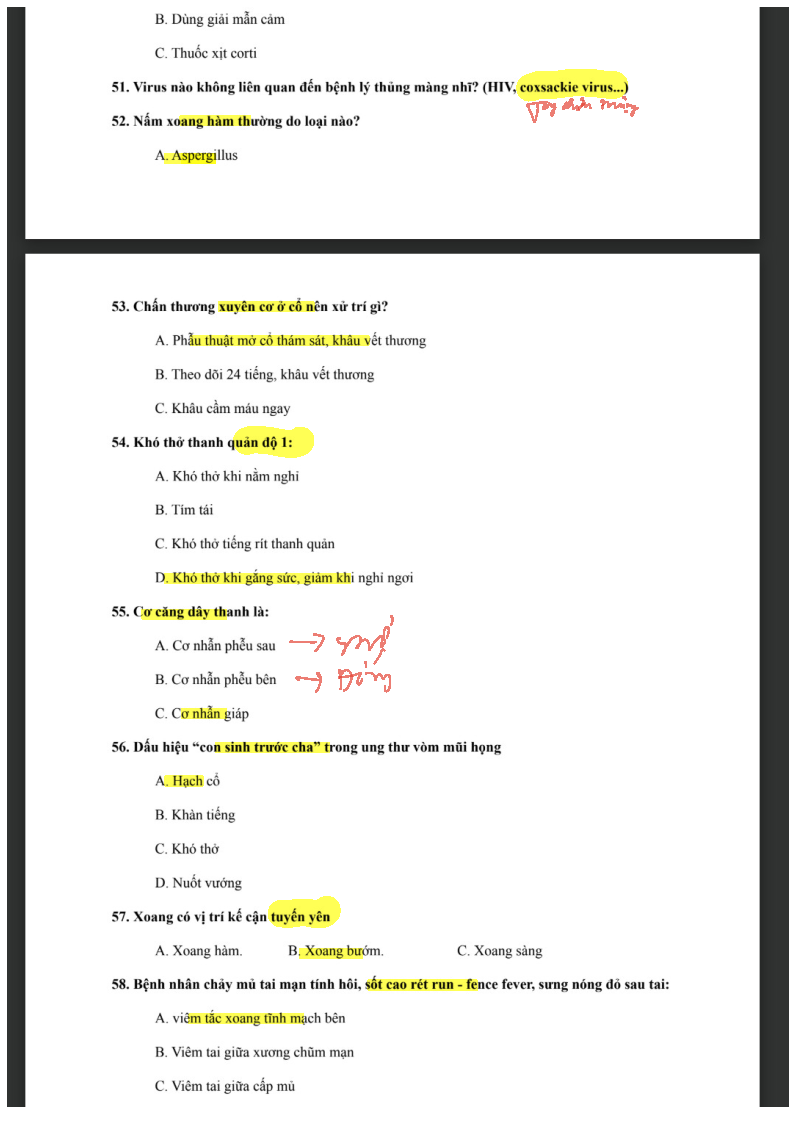 B. Dùng giải mẫn cảm
C. Thuốc xịt corti
51. Virus nào không liên quan đến bệnh lý thủng màng nhĩ? (HIV, coxsackie virus...)
Tay chân miệng
52. Nấm xoang hàm thường do loại nào?
A. Aspergillus
53. Chấn thương xuyên cơ ở cổ nên xử trí gì?
A. Phẫu thuật mở cổ thám sát, khâu vết thương
B. Theo dõi 24 tiếng, khâu vết thương
C. Khâu cầm máu ngay
54. Khó thở thanh quản độ 1:
A. Khó thở khi nằm nghỉ
B. Tím tái
C. Khó thở tiếng rít thanh quản
D. Khó thở khi gắng sức, giảm khi nghỉ ngơi
55. Cơ căng dây thanh là:
A. Cơ nhẫn phễu sau →
B. Cơ nhẫn phễu bên → Đóng
C. Cơ nhẫn giáp
56. Dấu hiệu “con sinh trước cha” trong ung thư vòm mũi họng
A. Hạch cổ
B. Khàn tiếng
C. Khó thở
D. Nuốt vướng
57. Xoang có vị trí kế cận tuyến yên
A. Xoang hàm. B. Xoang bướm. C. Xoang sàng
58. Bệnh nhân chảy mủ tai mạn tính hôi, sốt cao rét run - fence fever, sưng nóng đỏ sau tai:
A. viêm tắc xoang tĩnh mạch bên
B. Viêm tai giữa xương chũm mạn
C. Viêm tai giữa cấp mủ